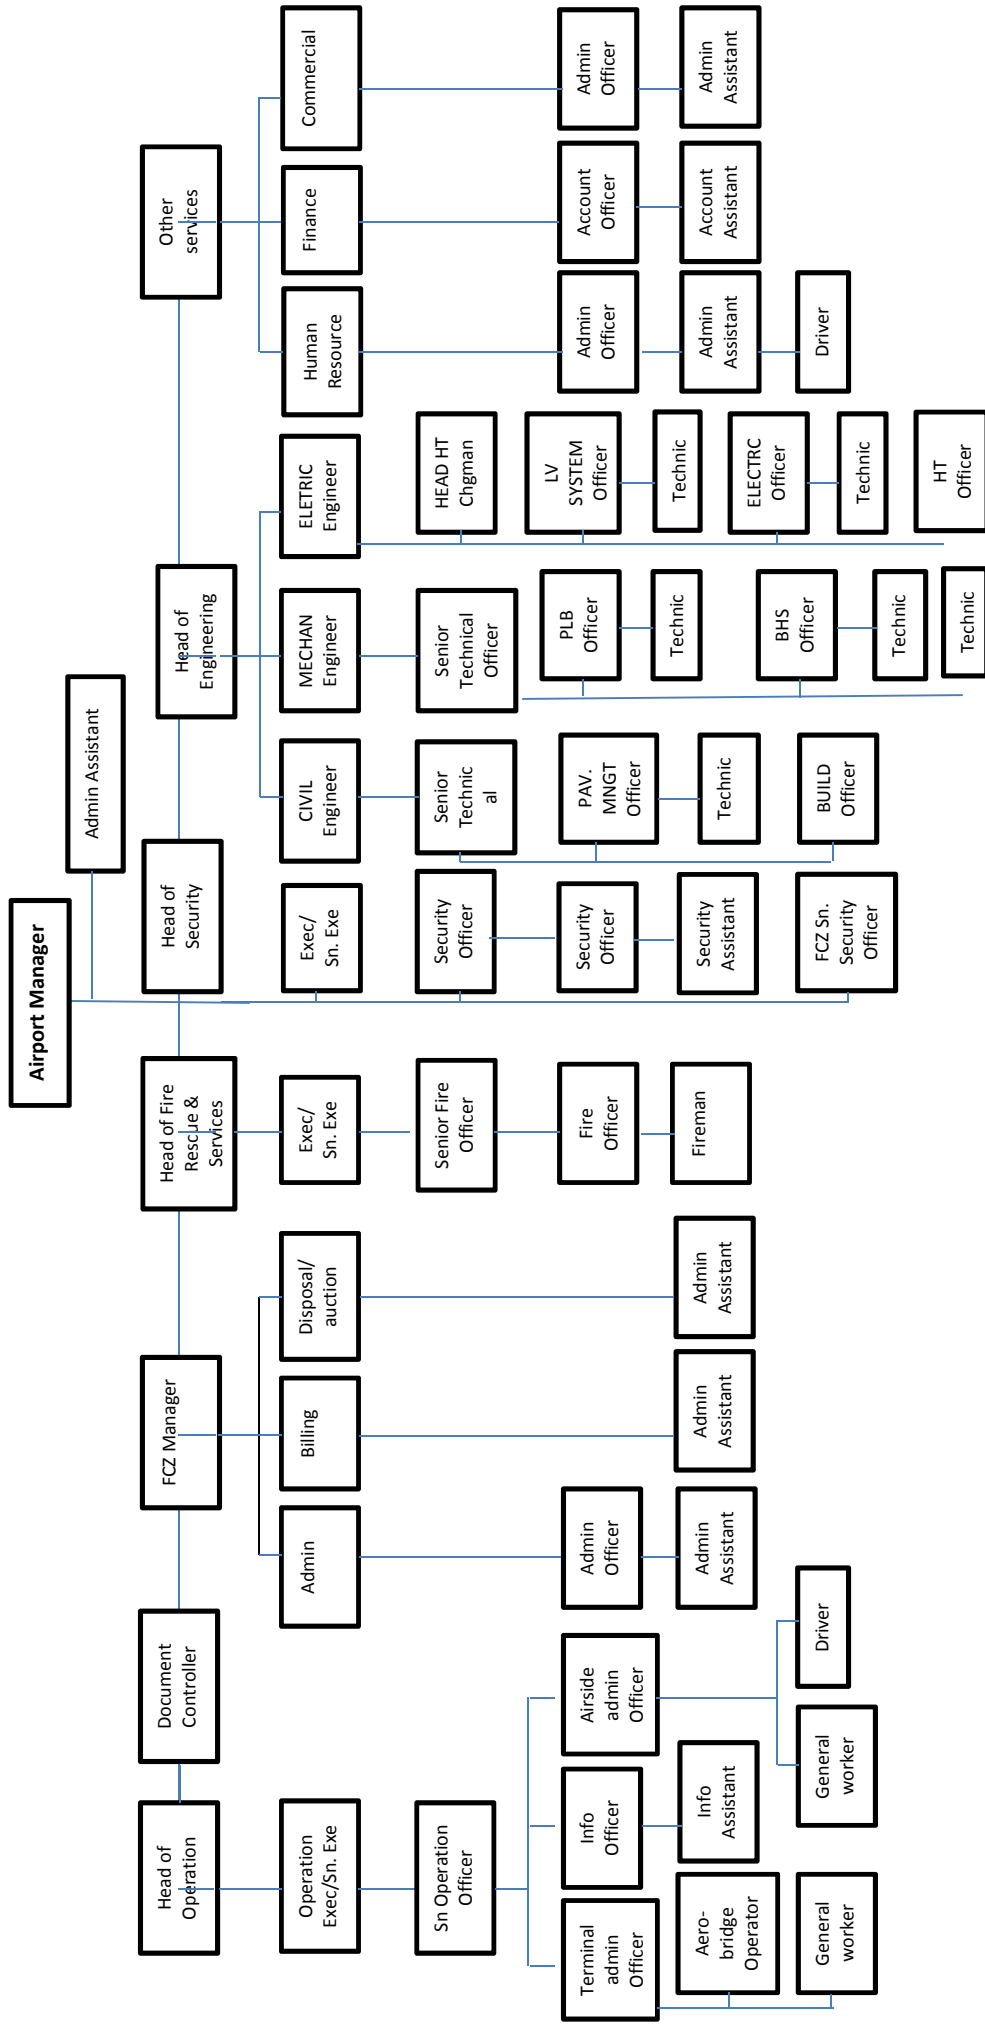 Airport Manager
Admin Assistant
Head of
Operation
Document
Controller
FCZ Manager
Head of Fire
Rescue &
Services
Head of
Security
Head of
Engineering
Other
services
Operation
Exec/Sn. Exe
Admin
Billing
Disposal/
auction
Exec/
Sn. Exe
Exec/
Sn. Exe
CIVIL
Engineer
MECHAN
Engineer
ELETRIC
Engineer
Human
Resource
Finance
Commercial
Sn Operation
Officer
Senior Fire
Officer
Security
Officer
Senior
Technic
al
Senior
Technical
Officer
HEAD HT
Chgman
Terminal
admin
Officer
Info
Officer
Airside
admin
Officer
Admin
Officer
Fire
Officer
Security
Officer
PAV.
MNGT
Officer
PLB
Officer
LV
SYSTEM
Officer
Admin
Officer
Account
Officer
Admin
Officer
Aero-
bridge
Operator
Info
Assistant
Admin
Assistant
Admin
Assistant
Admin
Assistant
Fireman
Security
Assistant
Technic
Technic
Technic
Admin
Assistant
Account
Assistant
Admin
Assistant
General
worker
General
worker
Driver
FCZ Sn.
Security
Officer
BUILD
Officer
BHS
Officer
ELECTRC
Officer
Driver
Technic
Technic
Technic
HT
Officer